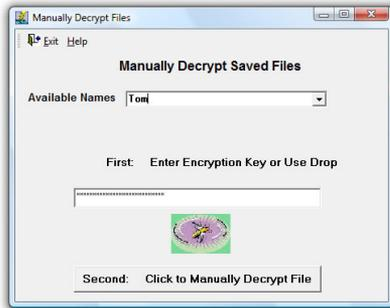 Manually Decrypt Files
Exit Help
Manually Decrypt Saved Files
Available Names Tom
First: Enter Encryption Key or Use Drop
Second: Click to Manually Decrypt File